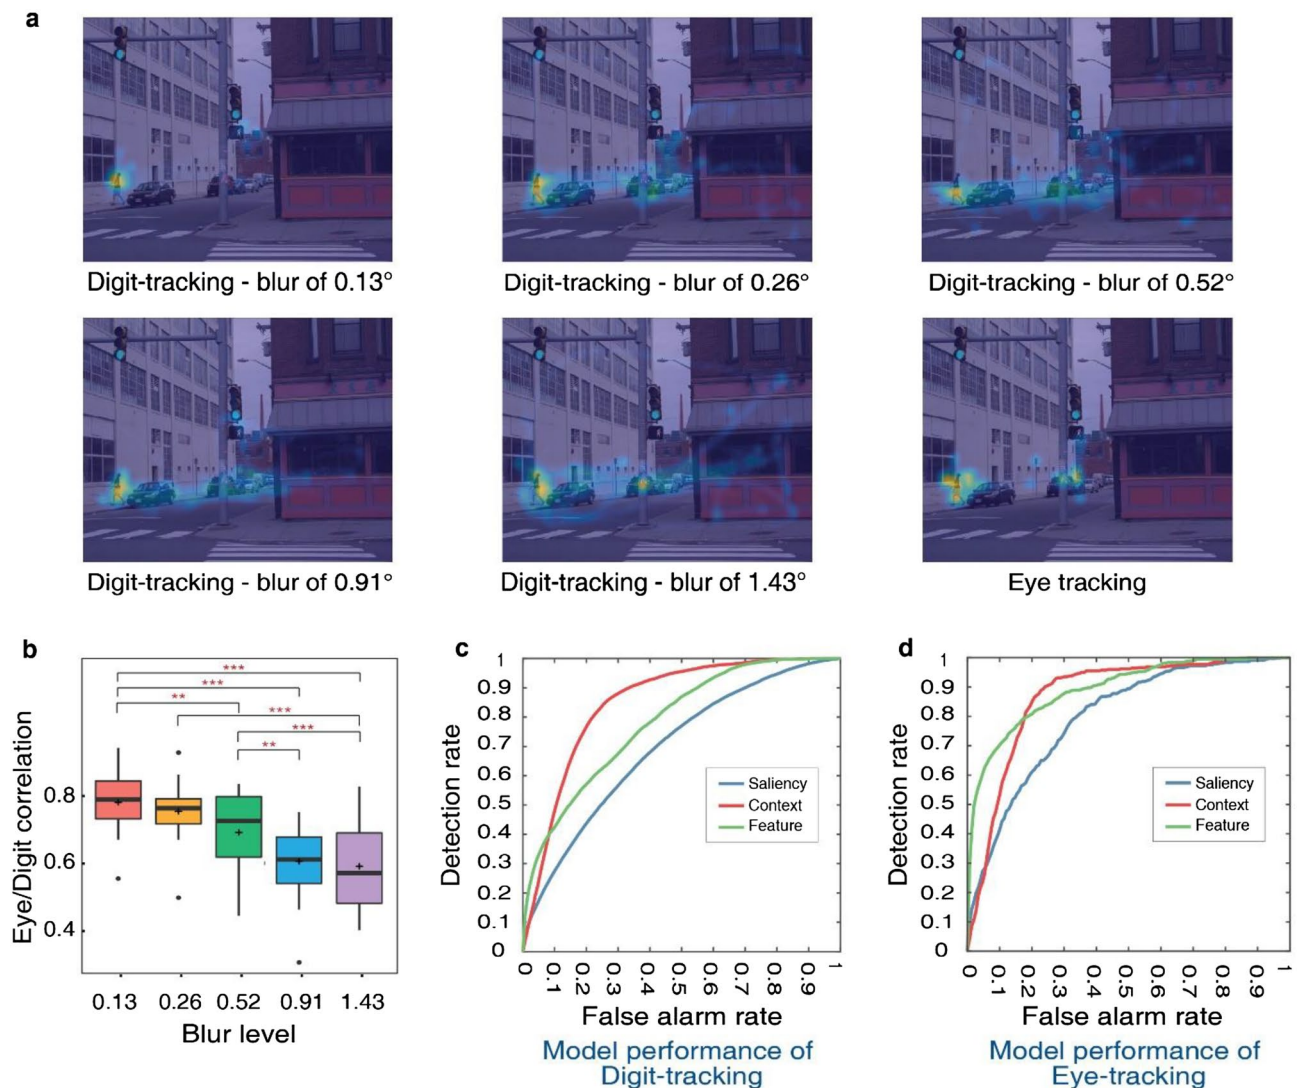 a
Digit-tracking - blur of 0.13°
Digit-tracking - blur of 0.26°
Digit-tracking - blur of 0.52°
Digit-tracking - blur of 0.91°
Digit-tracking - blur of 1.43°
Eye tracking
b
Eye/Digit correlation
0.8
0.6
0.4
***
***
**
***
***
**
0.13 0.26 0.52 0.91 1.43
Blur level
c
Detection rate
1
0.9
0.8
0.7
0.6
0.5
0.4
0.3
0.2
0.1
0
Saliency
Context
Feature
0 0.1 0.2 0.3 0.4 0.5 0.6 0.7 0.8 0.9 1
False alarm rate
Model performance of
Digit-tracking
d
Detection rate
1
0.9
0.8
0.7
0.6
0.5
0.4
0.3
0.2
0.1
0
Saliency
Context
Feature
0 0.1 0.2 0.3 0.4 0.5 0.6 0.7 0.8 0.9 1
False alarm rate
Model performance of
Eye-tracking